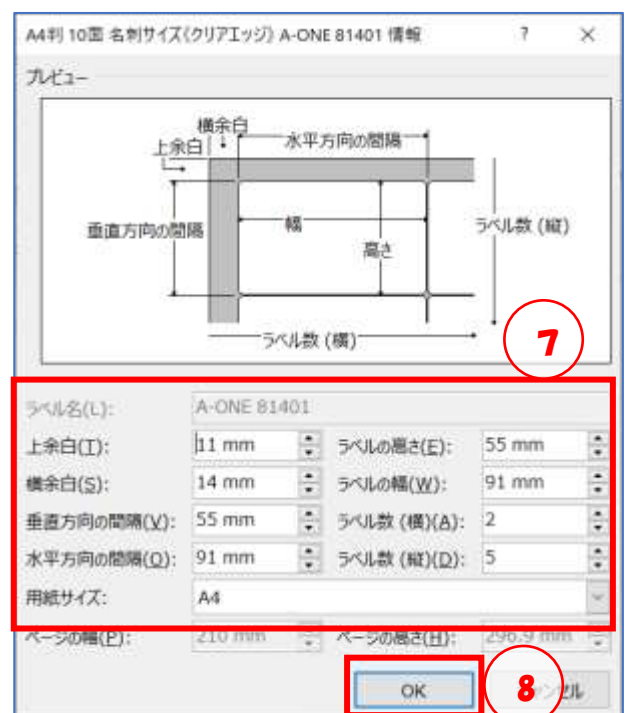 A4判 10面 名刺サイズ(クリアエッジ) A-ONE 81401 情報 ? ×
プレビュー
横余白
上余白
水平方向の間隔
垂直方向の間隔
幅
高さ
ラベル数 (縦)
ラベル数 (横)
7
ラベル名(L): A-ONE 81401
上余白(T): 11 mm ラベルの高さ(E): 55 mm
横余白(S): 14 mm ラベルの幅(W): 91 mm
垂直方向の間隔(V): 55 mm ラベル数 (横)(A): 2
水平方向の間隔(O): 91 mm ラベル数 (縦)(D): 5
用紙サイズ: A4
ページの幅(P): 210 mm ページの高さ(H): 296.9 mm
OK 8 ンセル